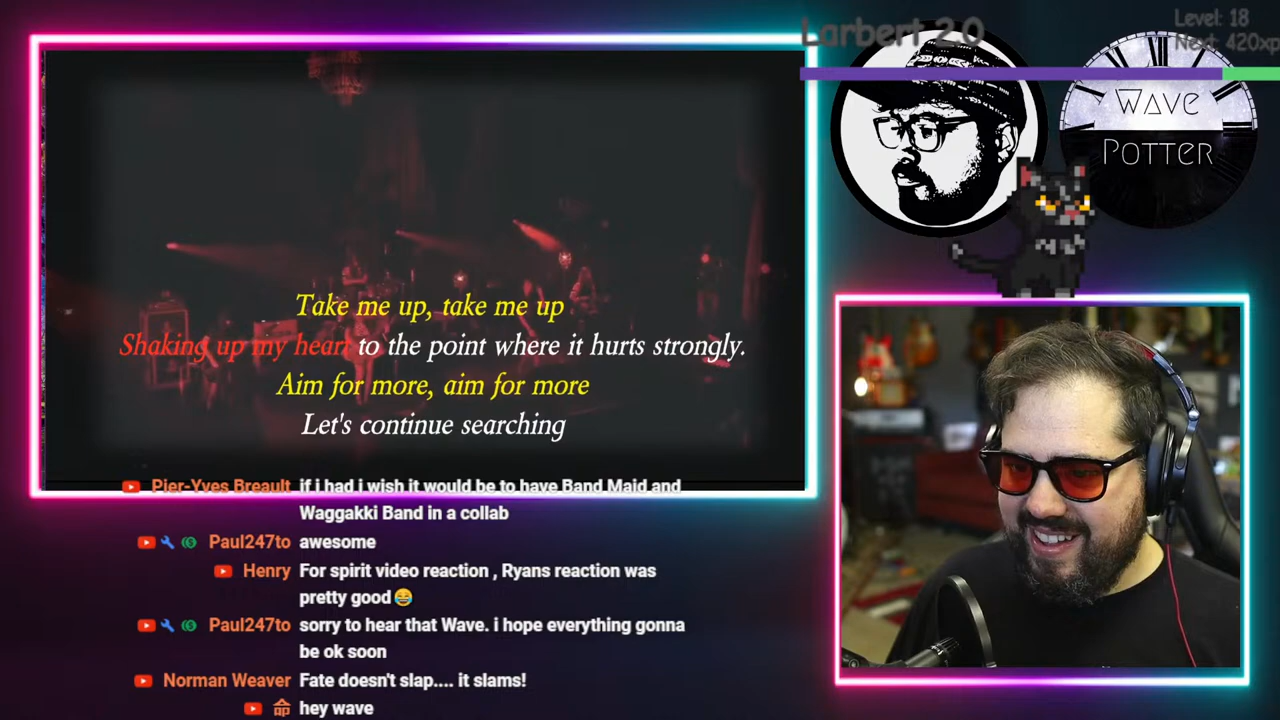 Larbert 2.0
Level: 18
Next: 420xp
WAVE
POTTER
Take me up, take me up
Shaking up my heart to the point where it hurts strongly.
Aim for more, aim for more
Let's continue searching
Pier-Yves Breault if i had i wish it would be to have Band Maid and
Waggakki Band in a collab
Paul247to awesome
Henry For spirit video reaction , Ryans reaction was
pretty good😂
Paul247to sorry to hear that Wave. i hope everything gonna
be ok soon
Norman Weaver Fate doesn't slap.... it slams!
命 hey wave